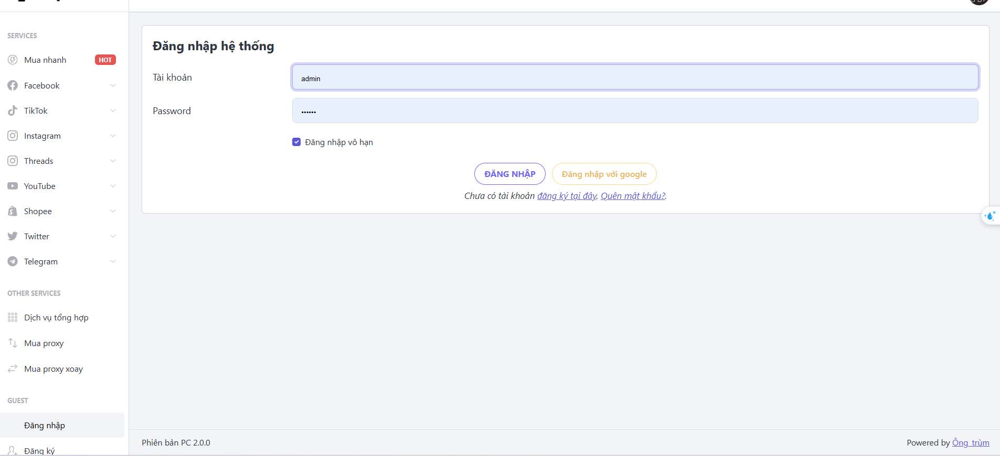 SERVICES
Mua nhanh
HOT
Facebook
TikTok
Instagram
Threads
YouTube
Shopee
Twitter
Telegram
OTHER SERVICES
Dịch vụ tổng hợp
Mua proxy
Mua proxy xoay
GUEST
Đăng nhập
Đăng ký
Đăng nhập hệ thống
Tài khoản
admin
Password
••••••
Đăng nhập vô hạn
ĐĂNG NHẬP
Đăng nhập với google
Chưa có tài khoản đăng ký tại đây. Quên mật khẩu?.
Phiên bản PC 2.0.0
Powered by Ông trùm